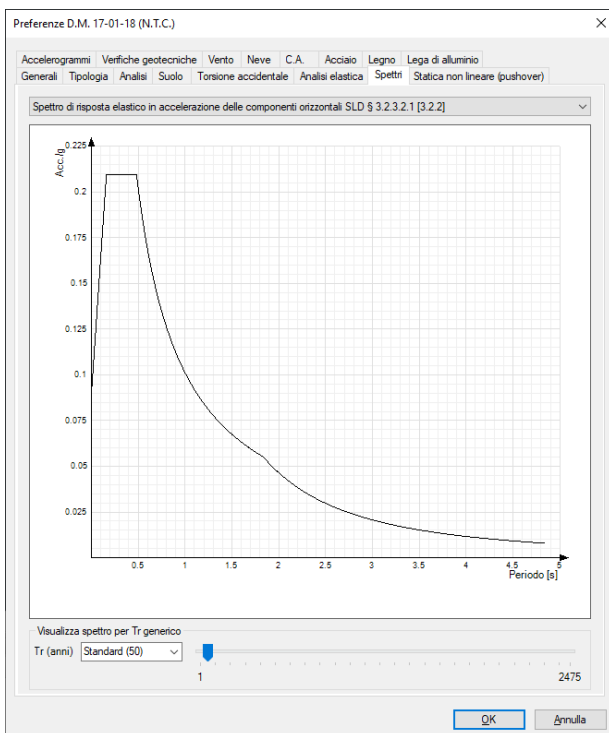 Preferenze D.M. 17-01-18 (N.T.C.)
Accelerogrammi Verifiche geotecniche Vento Neve C.A. Acciaio Legno Lega di alluminio
Generali Tipologia Analisi Suolo Torsione accidentale Analisi elastica Spettri Statica non lineare (pushover)
Spettro di risposta elastico in accelerazione delle componenti orizzontali SLD § 3.2.3.2.1 [3.2.2]
Acc./g
0.225
0.2
0.175
0.15
0.125
0.1
0.075
0.05
0.025
0.5 1 1.5 2 2.5 3 3.5 4 4.5 5
Periodo [s]
Visualizza spettro per Tr generico
Tr (anni) Standard (50)
1 2475
OK Annulla